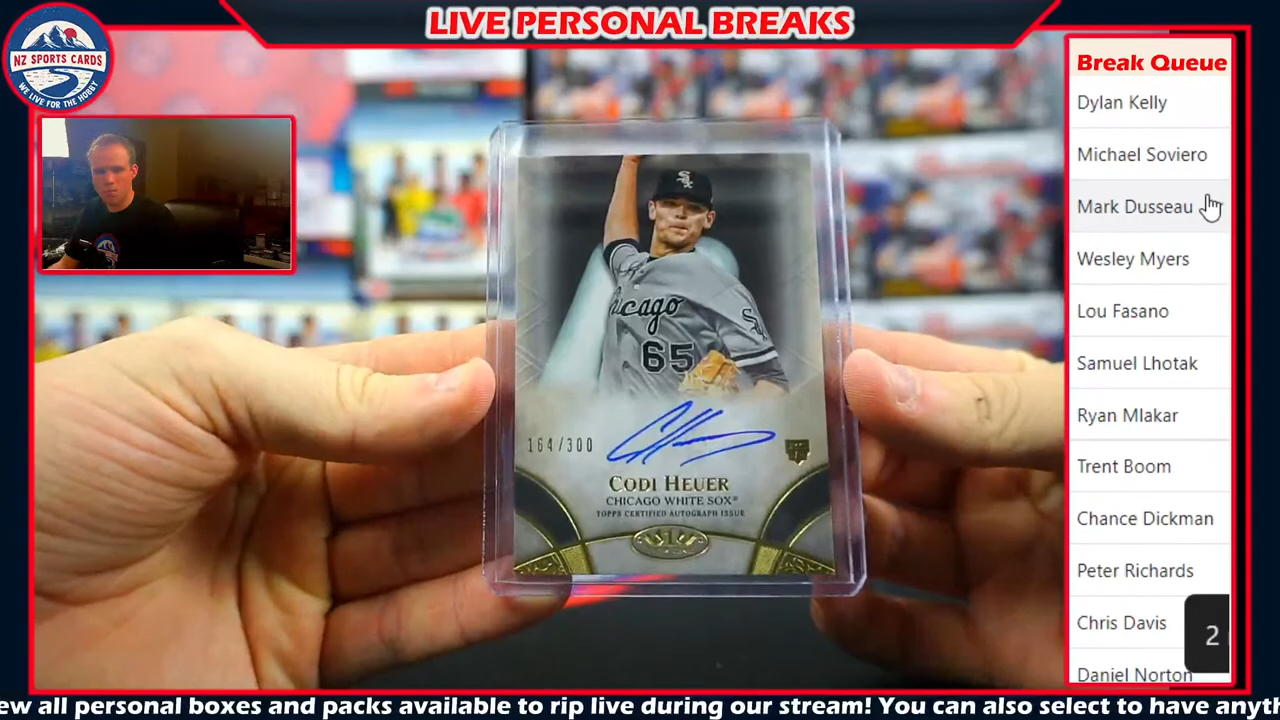 LIVE PERSONAL BREAKS
NZ SPORTS CARDS
WE LIVE FOR THE HOBBY
Break Queue
Dylan Kelly
Michael Soviero
Mark Dusseau
Wesley Myers
Lou Fasano
Samuel Lhotak
Ryan Mlakar
Trent Boom
Chance Dickman
Peter Richards
Chris Davis
Daniel Norton
2
SOX
Chicago
65
164/300
CODI HEUER
CHICAGO WHITE SOX
TOPPS CERTIFIED AUTOGRAPH ISSUE
ew all personal boxes and packs available to rip live during our stream! You can also select to have anyth